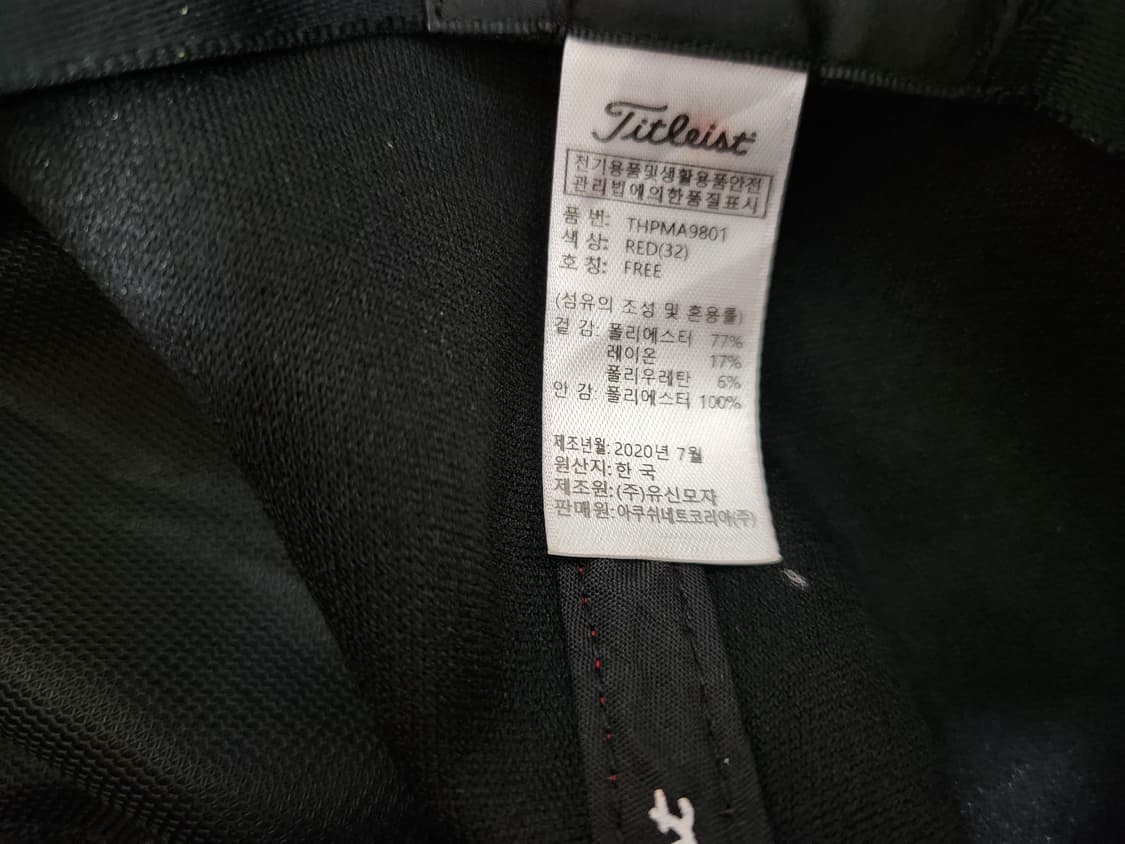 Titleist
전기용품및생활용품안전
관리법에의한품질표시
품 번: THPMA9801
색 상: RED(32)
호 칭: FREE
(섬유의 조성 및 혼용률)
겉 감: 폴리에스터 77%
레이온 17%
폴리우레탄 6%
안 감: 폴리에스터 100%
제조년월: 2020년 7월
원산지: 한 국
제조원: (주)유신모자
판매원: 아쿠쉬네트코리아(주)